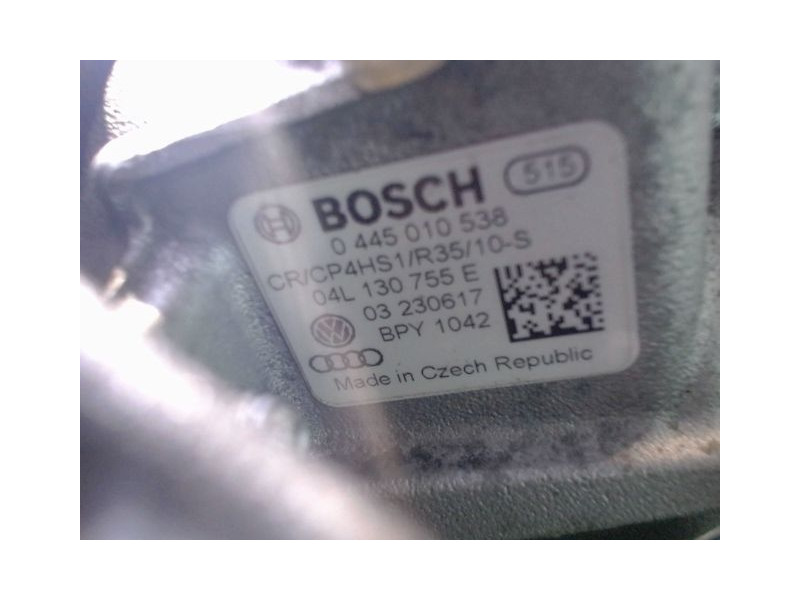 BOSCH 515
0 445 010 538
CR/CP4HS1/R35/10-S
04L 130 755 E
03 230617
BPY 1042
Made in Czech Republic